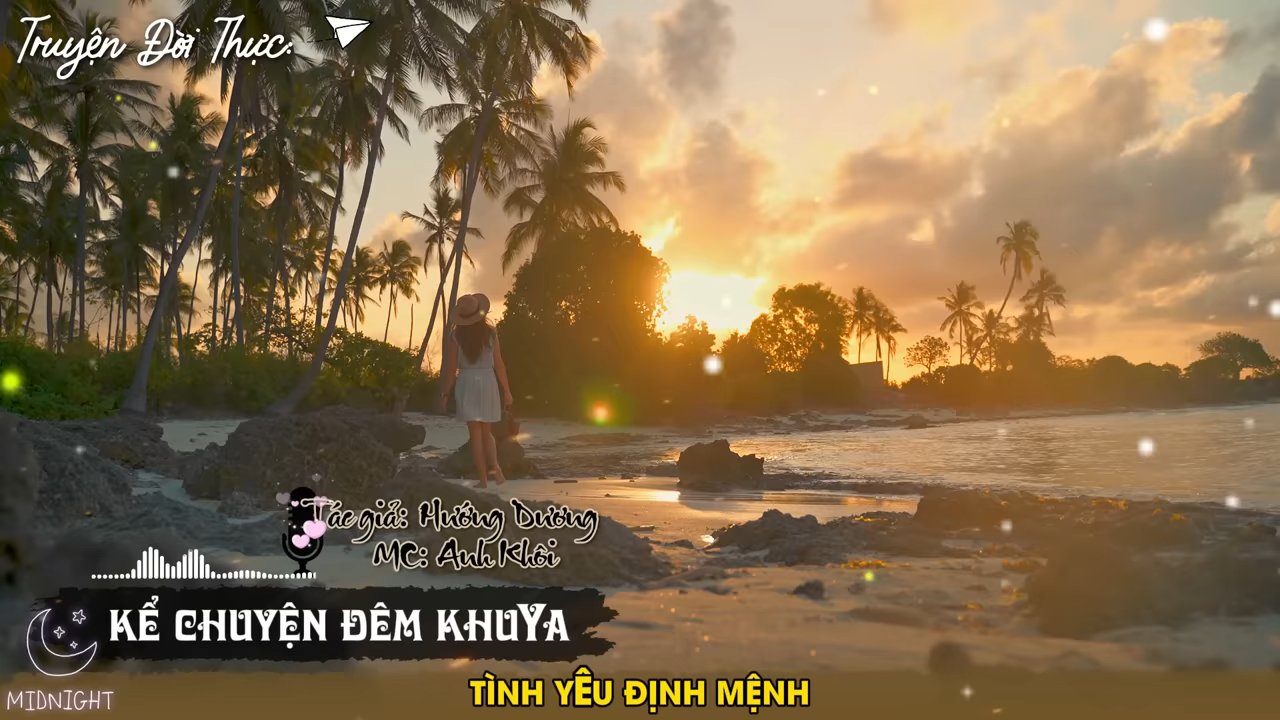 Truyện Đời Thực:
Tác giả: Hướng Dương
MC: Anh Khôi
KỂ CHUYỆN ĐÊM KHUYA
MIDNIGHT
TÌNH YÊU ĐỊNH MỆNH